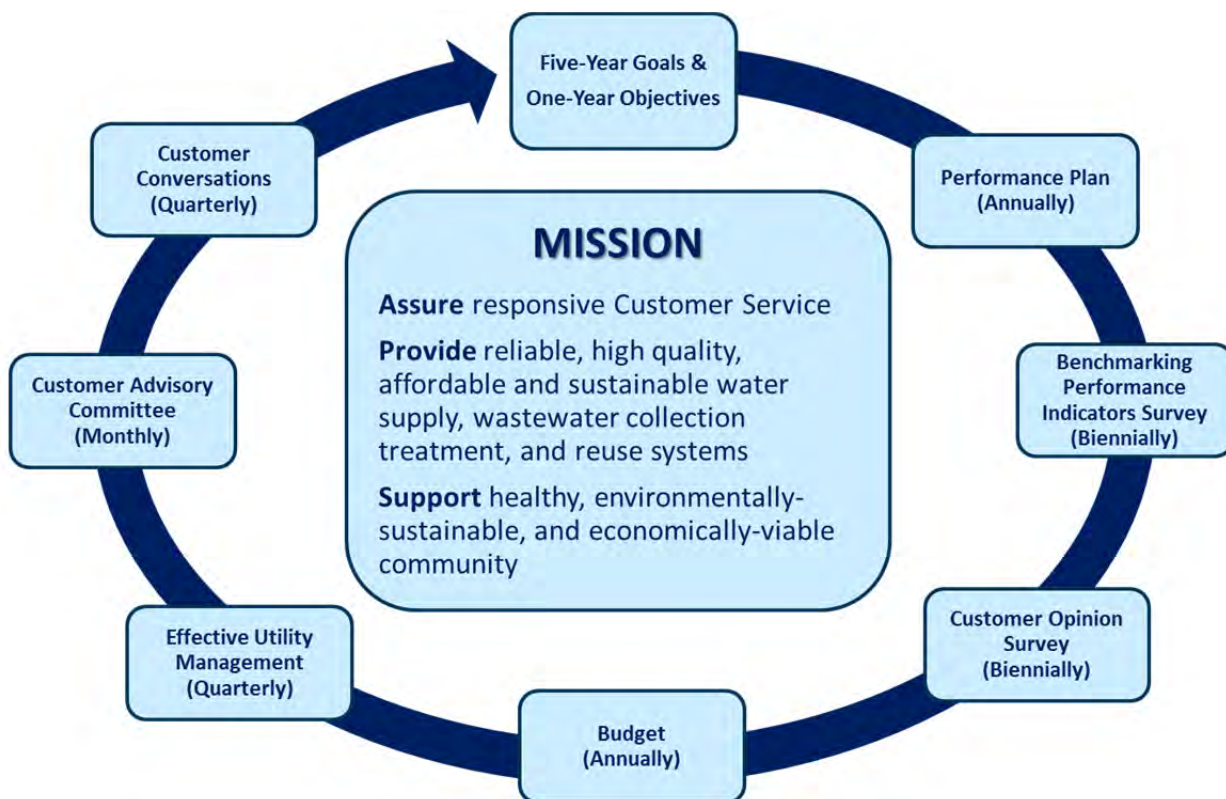 Five-Year Goals &
One-Year Objectives
Performance Plan
(Annually)
Benchmarking
Performance
Indicators Survey
(Biennially)
Customer Opinion
Survey
(Biennially)
Budget
(Annually)
Effective Utility
Management
(Quarterly)
Customer Advisory
Committee
(Monthly)
Customer
Conversations
(Quarterly)
MISSION
Assure responsive Customer Service
Provide reliable, high quality,
affordable and sustainable water
supply, wastewater collection
treatment, and reuse systems
Support healthy, environmentally-
sustainable, and economically-viable
community